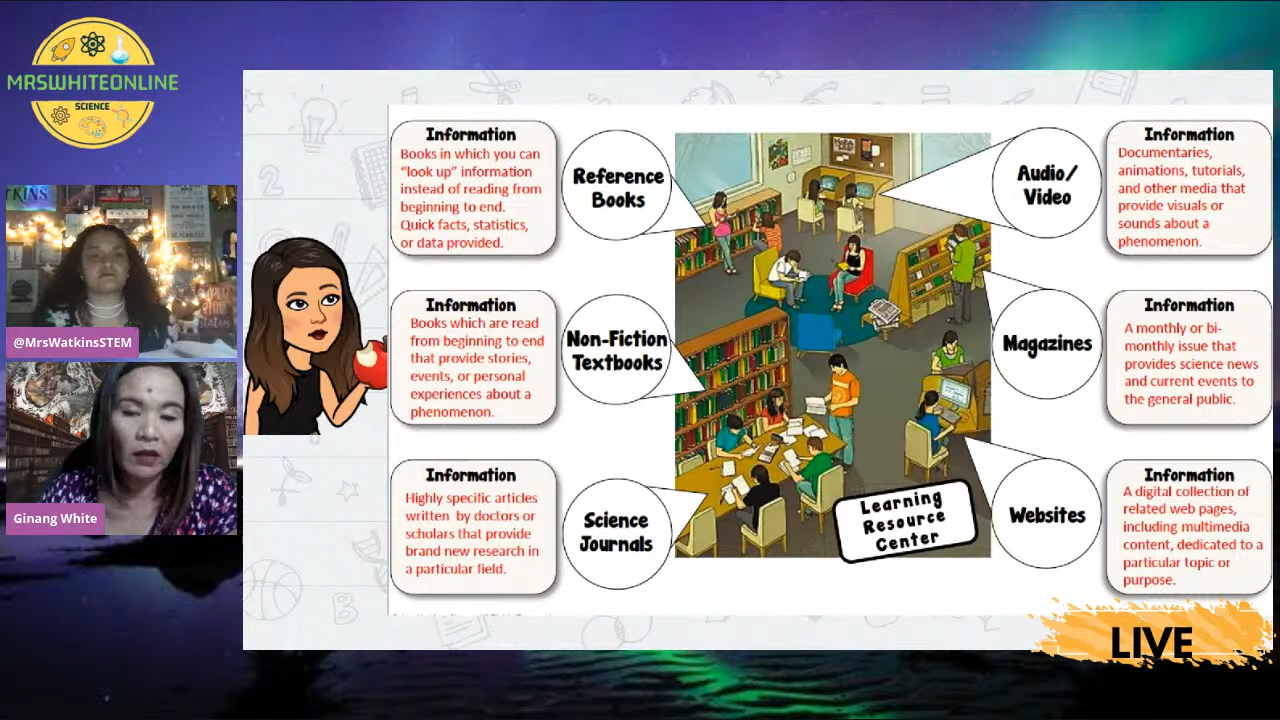 MRSWHITEONLINE
SCIENCE
@MrsWatkinsSTEM
Ginang White
Information
Books in which you can
“look up” information
instead of reading from
beginning to end.
Quick facts, statistics,
or data provided.
Reference
Books
Information
Books which are read
from beginning to end
that provide stories,
events, or personal
experiences about a
phenomenon.
Non-Fiction
Textbooks
Information
Highly specific articles
written by doctors or
scholars that provide
brand new research in
a particular field.
Science
Journals
Learning
Resource
Center
Audio/
Video
Information
Documentaries,
animations, tutorials,
and other media that
provide visuals or
sounds about a
phenomenon.
Magazines
Information
A monthly or bi-
monthly issue that
provides science news
and current events to
the general public.
Websites
Information
A digital collection of
related web pages,
including multimedia
content, dedicated to a
particular topic or
purpose.
LIVE